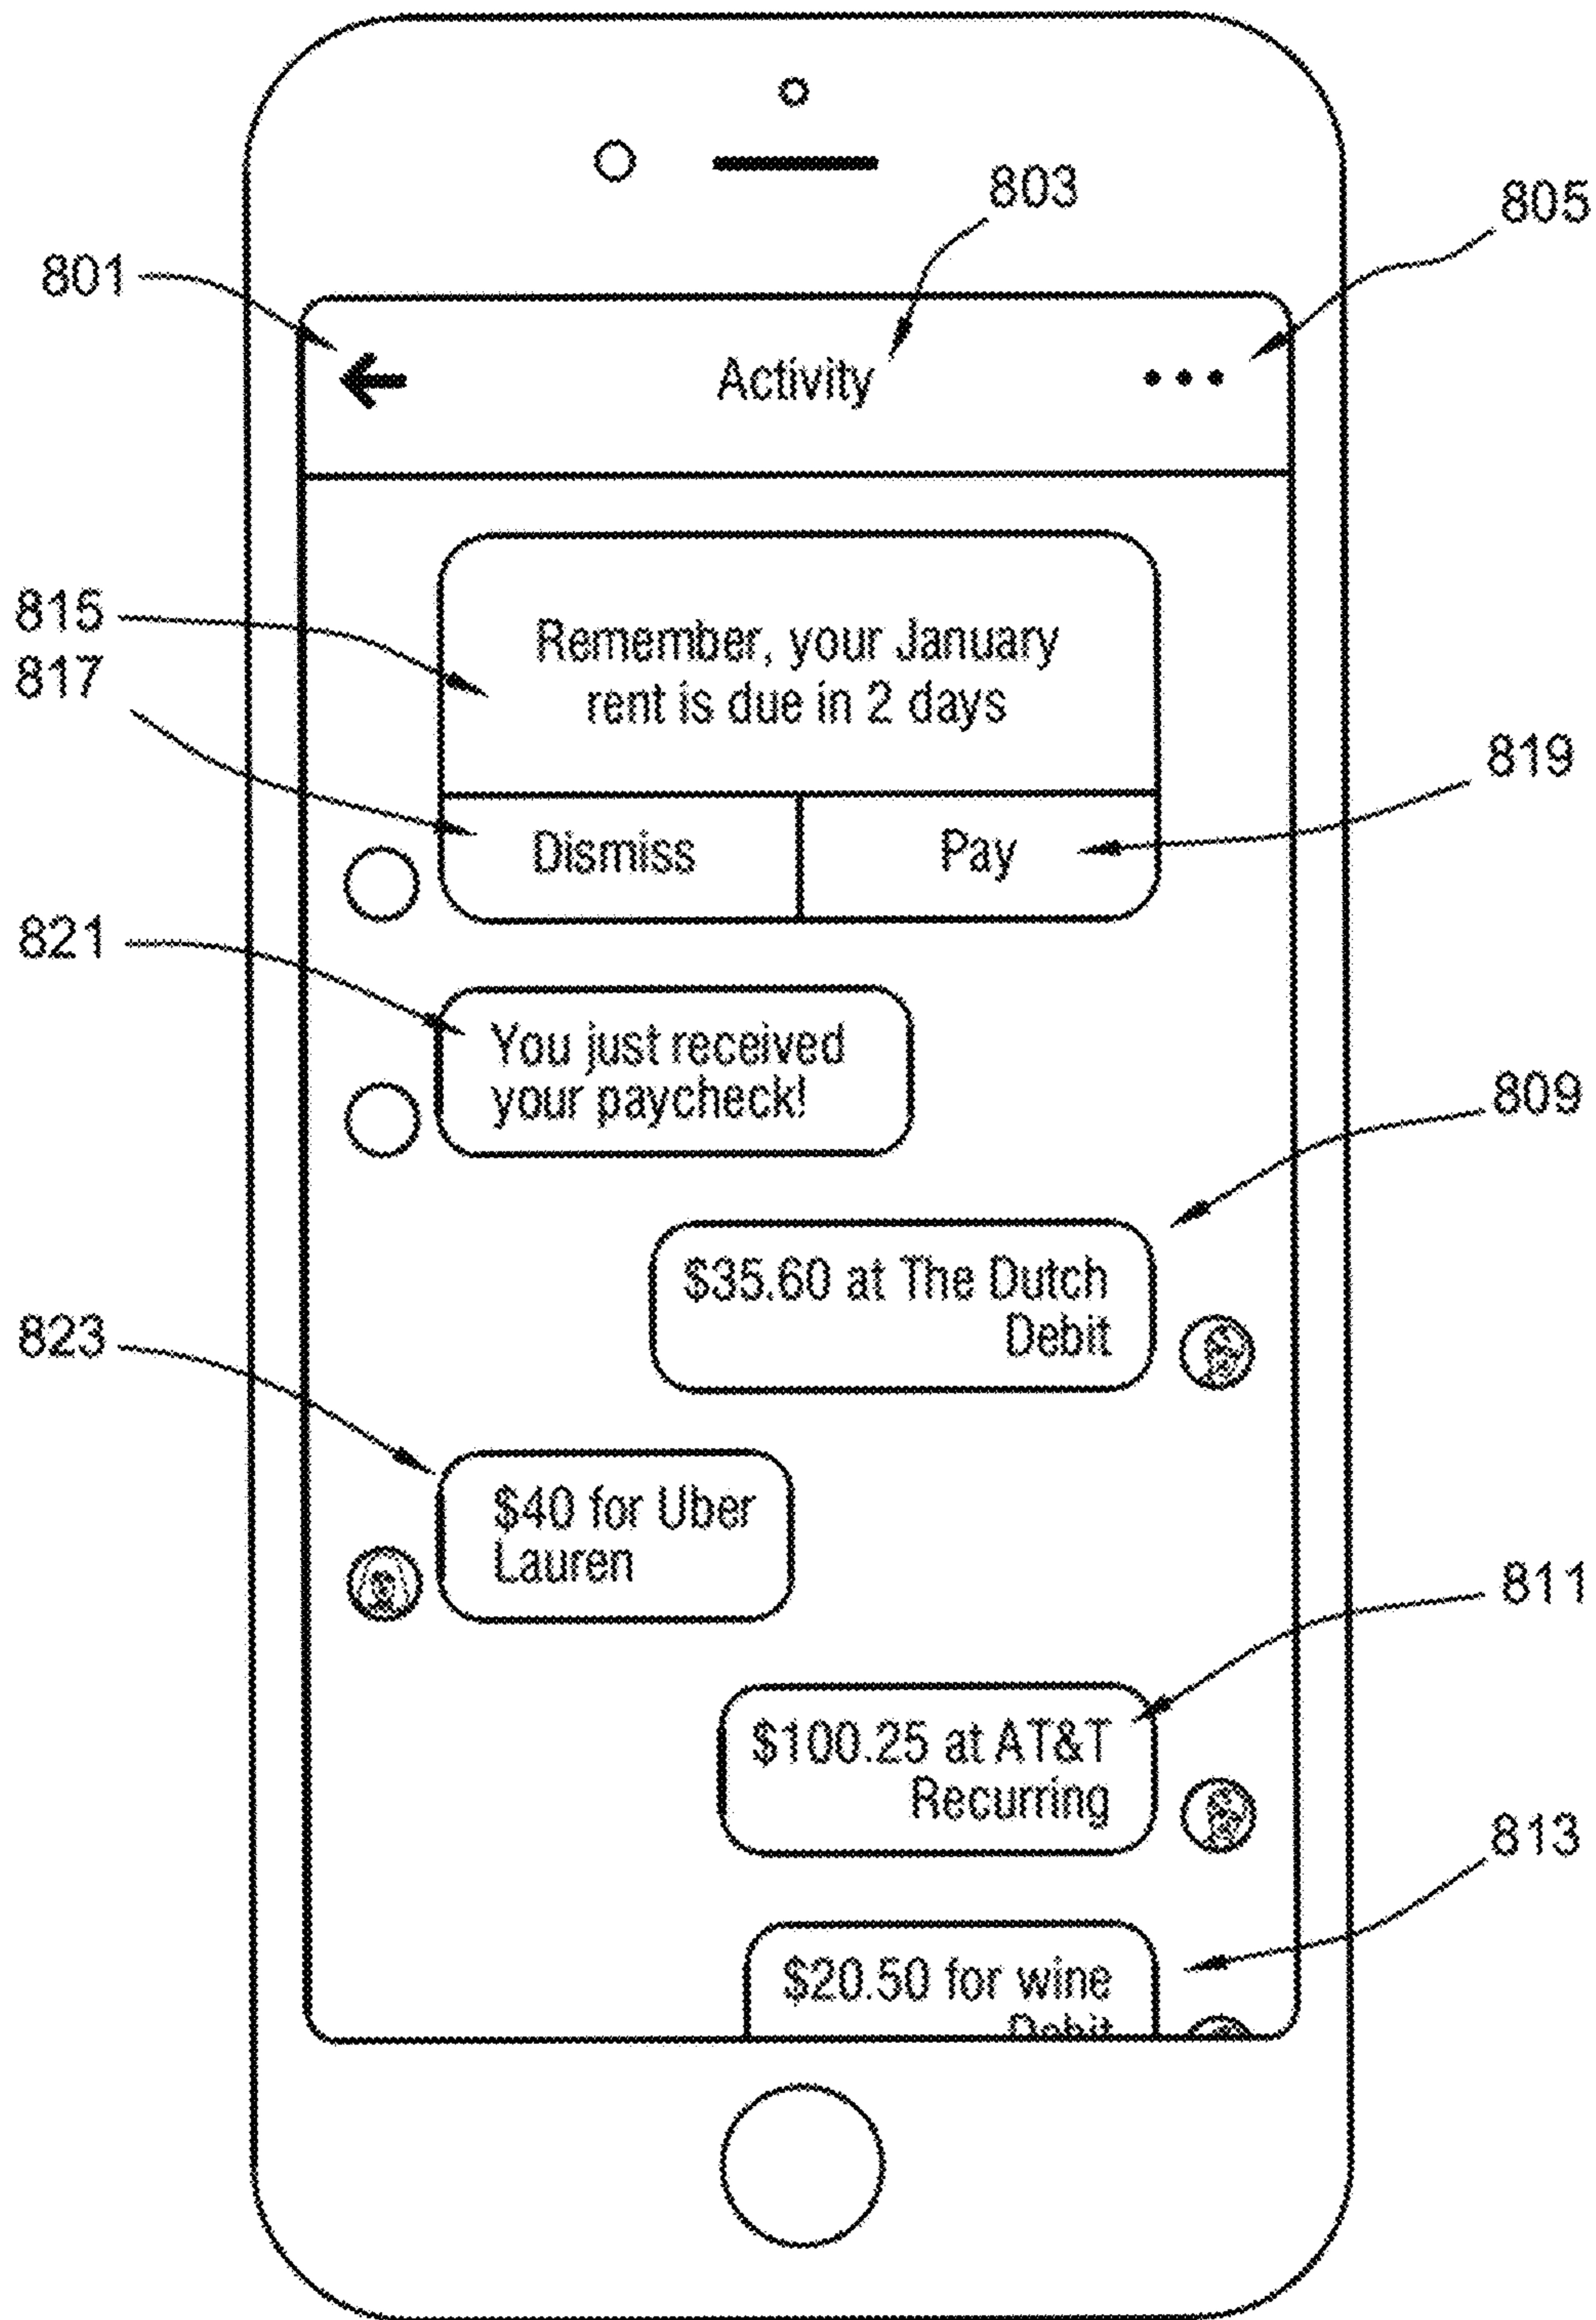 803
805
801
Activity
815
Remember, your January
rent is due in 2 days
817
819
Dismiss
Pay
821
You just received
your paycheck!
809
$35.60 at The Dutch
Debit
823
$40 for Uber
Lauren
811
$100.25 at AT&T
Recurring
813
$20.50 for wine
Debit